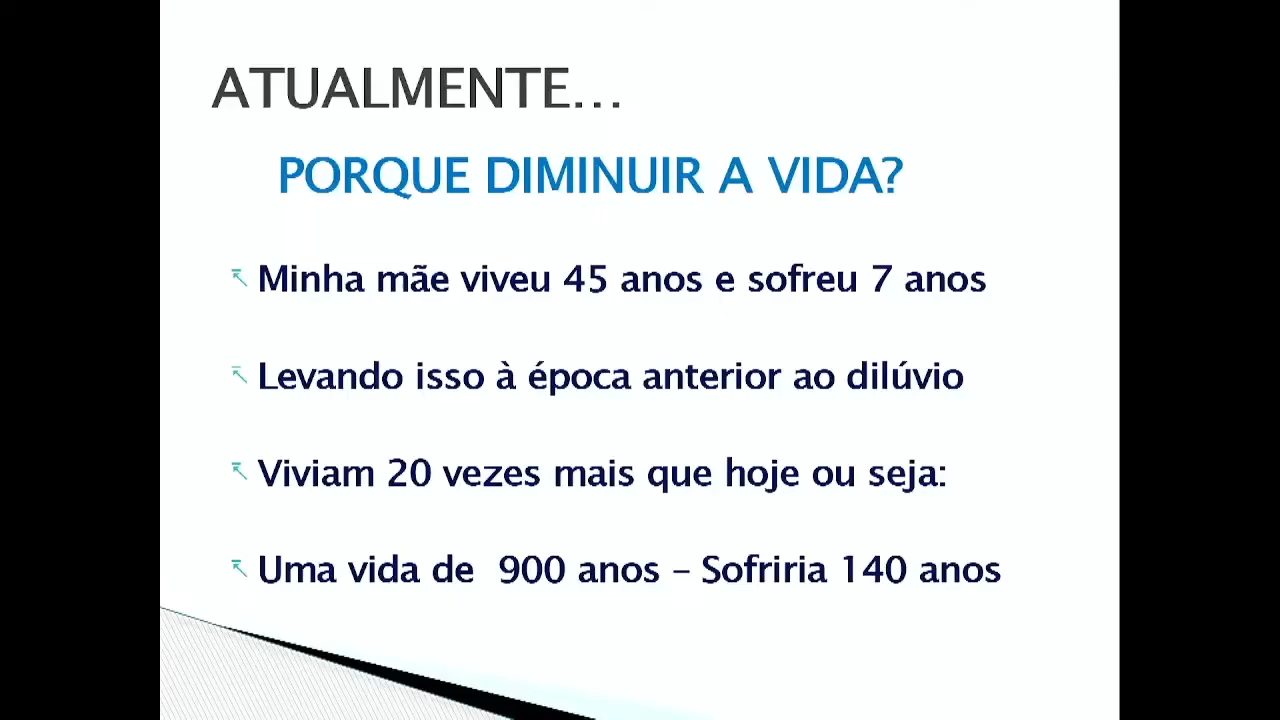 ATUALMENTE...
PORQUE DIMINUIR A VIDA?
Minha mãe viveu 45 anos e sofreu 7 anos
Levando isso à época anterior ao dilúvio
Viviam 20 vezes mais que hoje ou seja:
Uma vida de  900 anos – Sofriria 140 anos